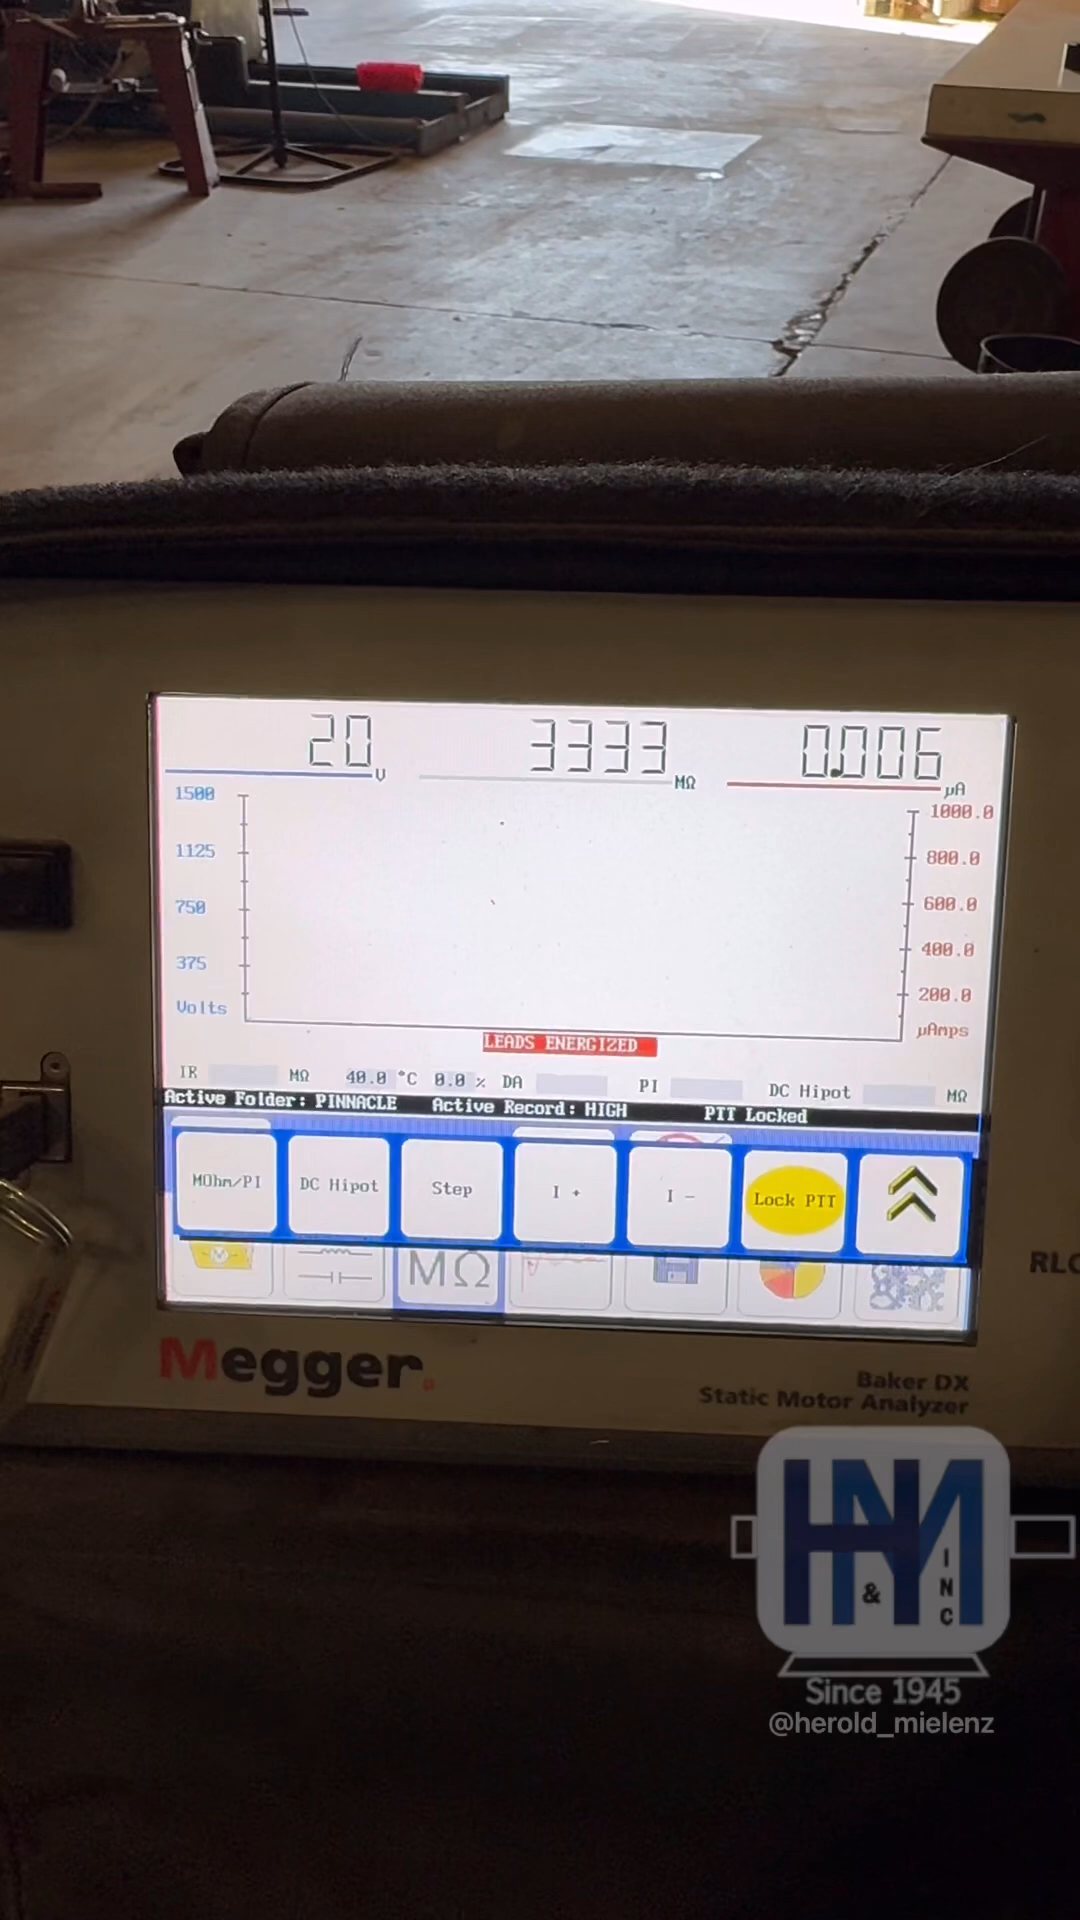 20 V
3333 MΩ
0.006 µA
1500
1125
750
375
Volts
1000.0
800.0
600.0
400.0
200.0
µAmps
LEADS ENERGIZED
IR MΩ 40.0 °C 0.0 % DA PI DC Hipot MΩ
Active Folder: PINNACLE Active Record: HIGH PTT Locked
MOhm/PI DC Hipot Step I + I - Lock PTT
M MΩ
RLC
Megger.
Baker DX
Static Motor Analyzer
H&M INC
Since 1945
@herold_mielenz